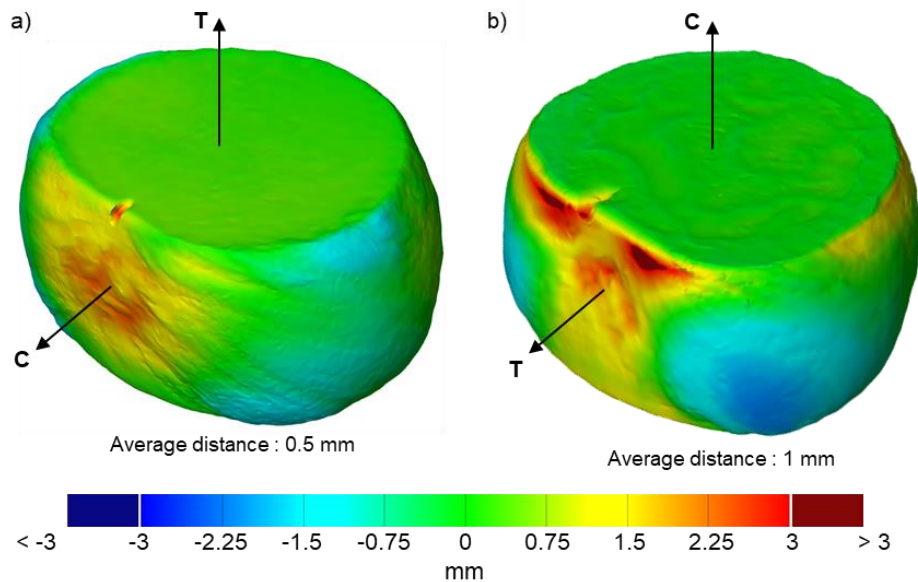 a)
T
C
Average distance : 0.5 mm
b)
C
T
Average distance : 1 mm
< -3 -3 -2.25 -1.5 -0.75 0 0.75 1.5 2.25 3 > 3
mm